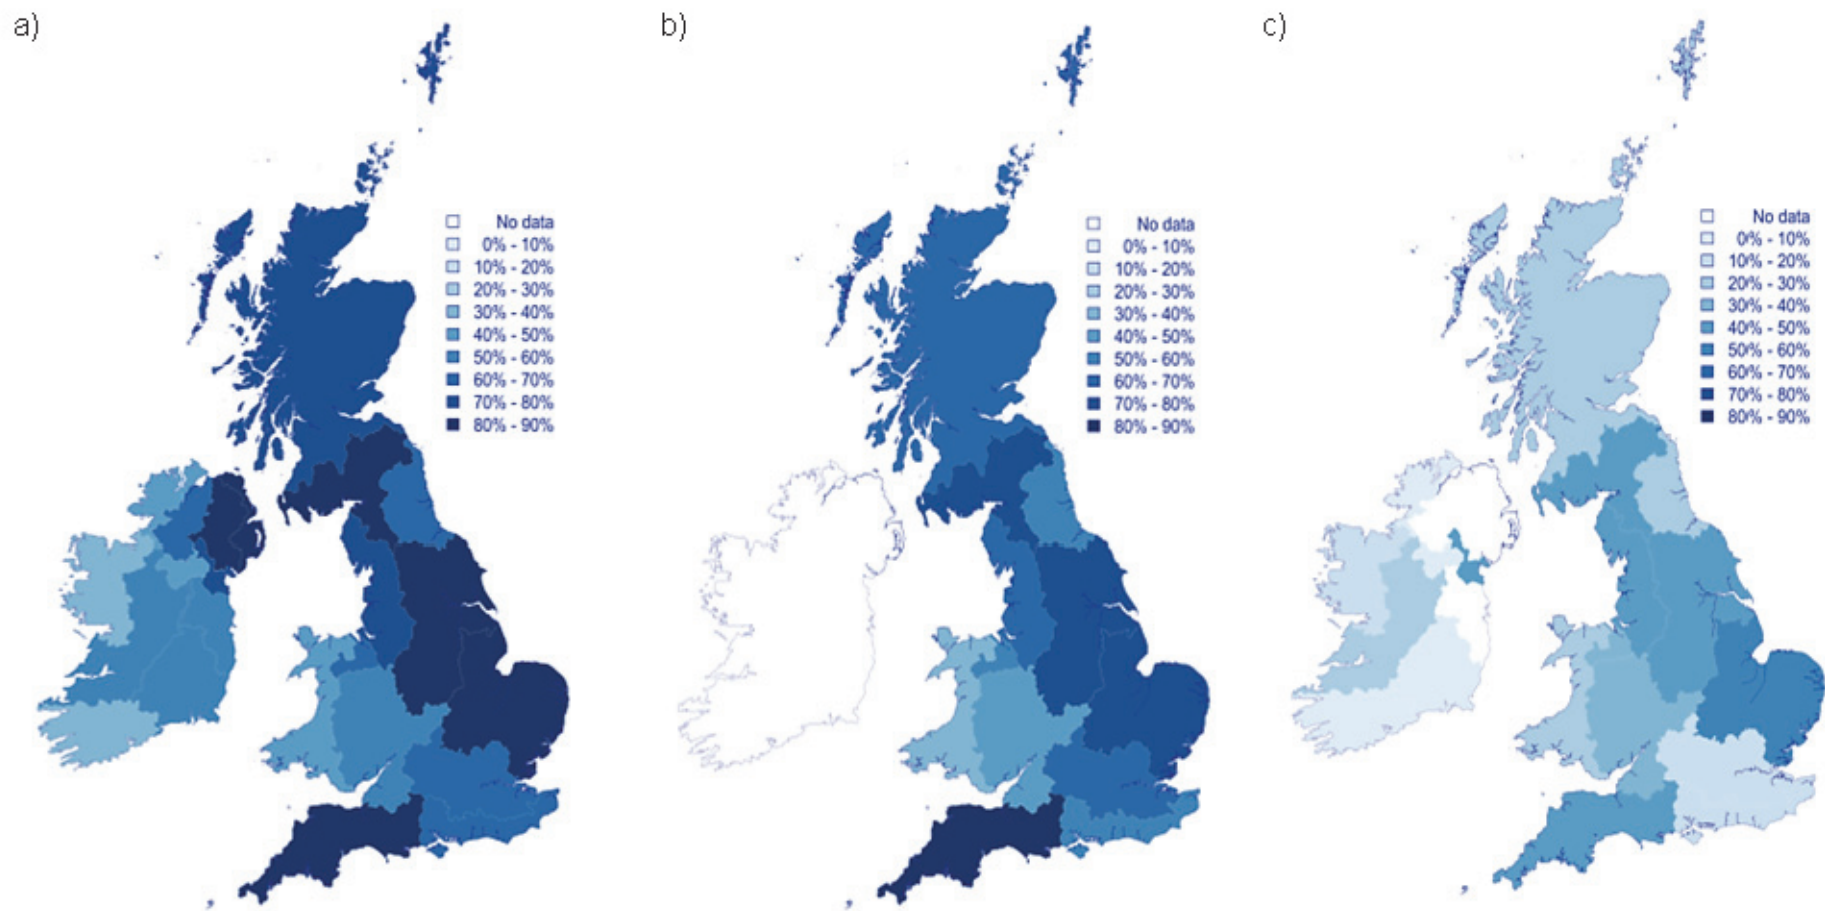 a)
No data
0% - 10%
10% - 20%
20% - 30%
30% - 40%
40% - 50%
50% - 60%
60% - 70%
70% - 80%
80% - 90%
b)
No data
0% - 10%
10% - 20%
20% - 30%
30% - 40%
40% - 50%
50% - 60%
60% - 70%
70% - 80%
80% - 90%
c)
No data
0% - 10%
10% - 20%
20% - 30%
30% - 40%
40% - 50%
50% - 60%
60% - 70%
70% - 80%
80% - 90%